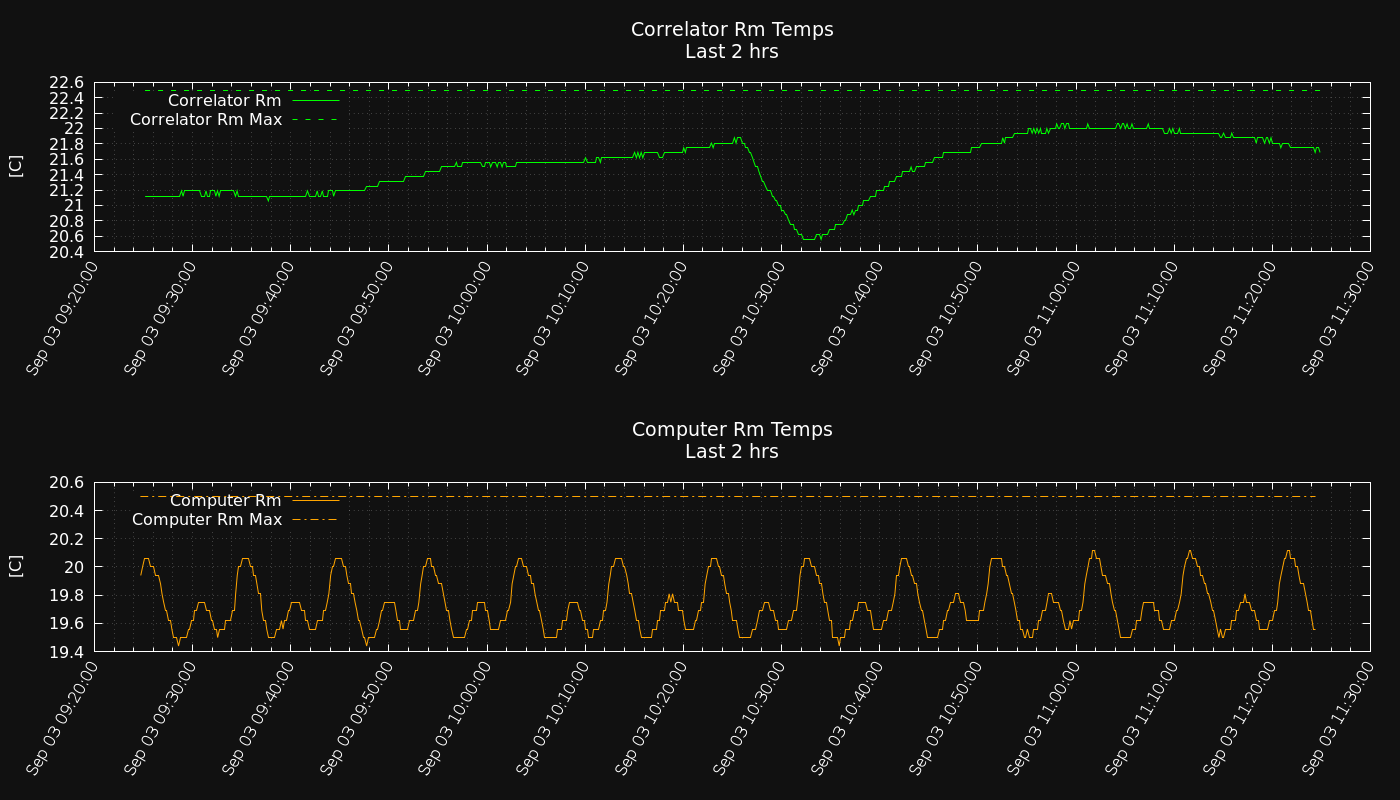 Correlator Rm Temps
Last 2 hrs
22.6
22.4
22.2
22
21.8
21.6
21.4
21.2
21
20.8
20.6
20.4
[C]
Correlator Rm
Correlator Rm Max
Sep 03 09:20:00
Sep 03 09:30:00
Sep 03 09:40:00
Sep 03 09:50:00
Sep 03 10:00:00
Sep 03 10:10:00
Sep 03 10:20:00
Sep 03 10:30:00
Sep 03 10:40:00
Sep 03 10:50:00
Sep 03 11:00:00
Sep 03 11:10:00
Sep 03 11:20:00
Sep 03 11:30:00
Computer Rm Temps
Last 2 hrs
20.6
20.4
20.2
20
19.8
19.6
19.4
[C]
Computer Rm
Computer Rm Max
Sep 03 09:20:00
Sep 03 09:30:00
Sep 03 09:40:00
Sep 03 09:50:00
Sep 03 10:00:00
Sep 03 10:10:00
Sep 03 10:20:00
Sep 03 10:30:00
Sep 03 10:40:00
Sep 03 10:50:00
Sep 03 11:00:00
Sep 03 11:10:00
Sep 03 11:20:00
Sep 03 11:30:00